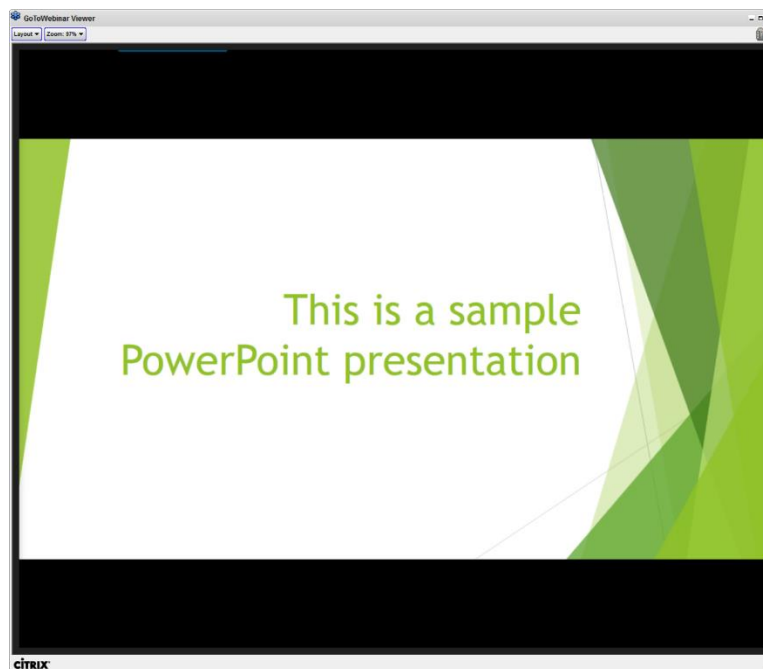 GoToWebinar Viewer
Layout Zoom: 97%
This is a sample
PowerPoint presentation
CITRIX